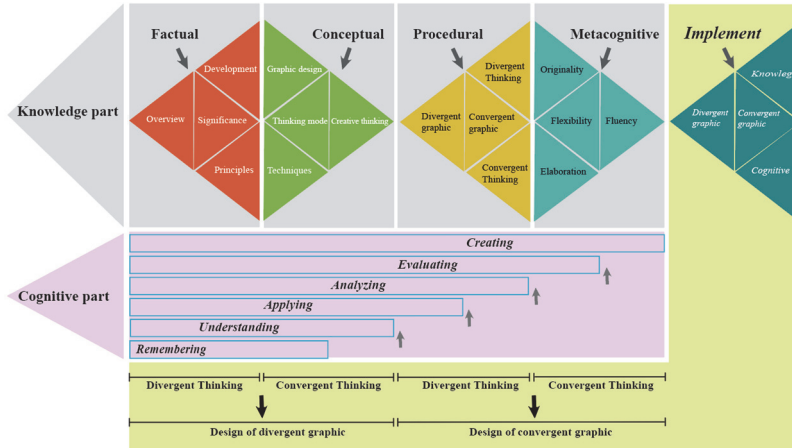 Factual
Conceptual
Procedural
Metacognitive
Implement
Knowledge part
Development
Overview
Significance
Principles
Graphic design
Thinking mode
Creative thinking
Techniques
Divergent
Thinking
Divergent
graphic
Convergent
graphic
Convergent
Thinking
Originality
Flexibility
Fluency
Elaboration
Knowleg
Divergent
graphic
Convergent
graphic
Cognitive
Cognitive part
Creating
Evaluating
Analyzing
Applying
Understanding
Remembering
Divergent Thinking
Convergent Thinking
Divergent Thinking
Convergent Thinking
Design of divergent graphic
Design of convergent graphic